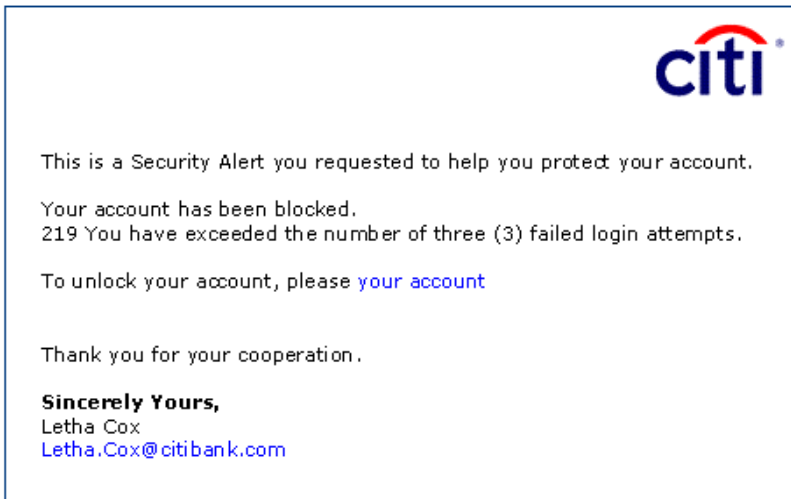 citi®
This is a Security Alert you requested to help you protect your account.
Your account has been blocked.
219 You have exceeded the number of three (3) failed login attempts.
To unlock your account, please your account
Thank you for your cooperation.
Sincerely Yours,
Letha Cox
Letha.Cox@citibank.com